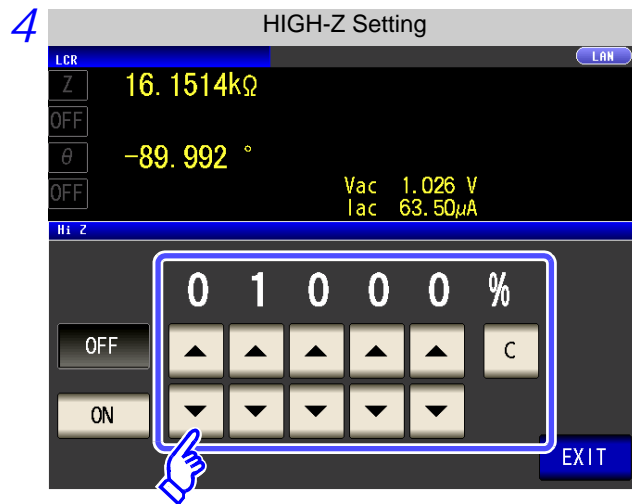 4
HIGH-Z Setting
LCR
LAN
Z 16.1514kΩ
OFF
θ -89.992 °
OFF
Vac 1.026 V
Iac 63.50μA
Hi Z
0 1 0 0 0 %
OFF
C
ON
EXIT